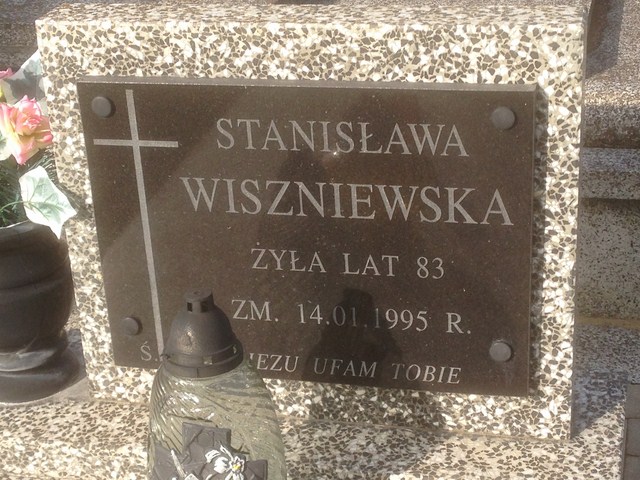 STANISŁAWA
WISZNIEWSKA
ŻYŁA LAT 83
ZM. 14.01.1995 R.
UFAM TOBIE